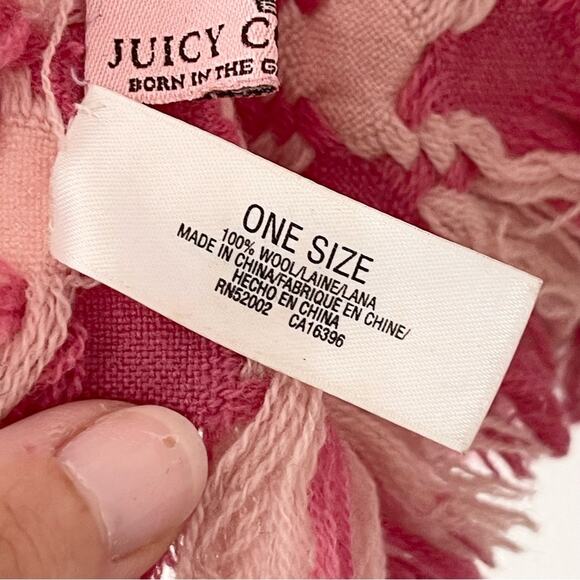 JUICY
BORN IN THE
ONE SIZE
100% WOOL/LAINE/LANA
MADE IN CHINA/FABRIQUE EN CHINE/
HECHO EN CHINA
RN52002 CA16396